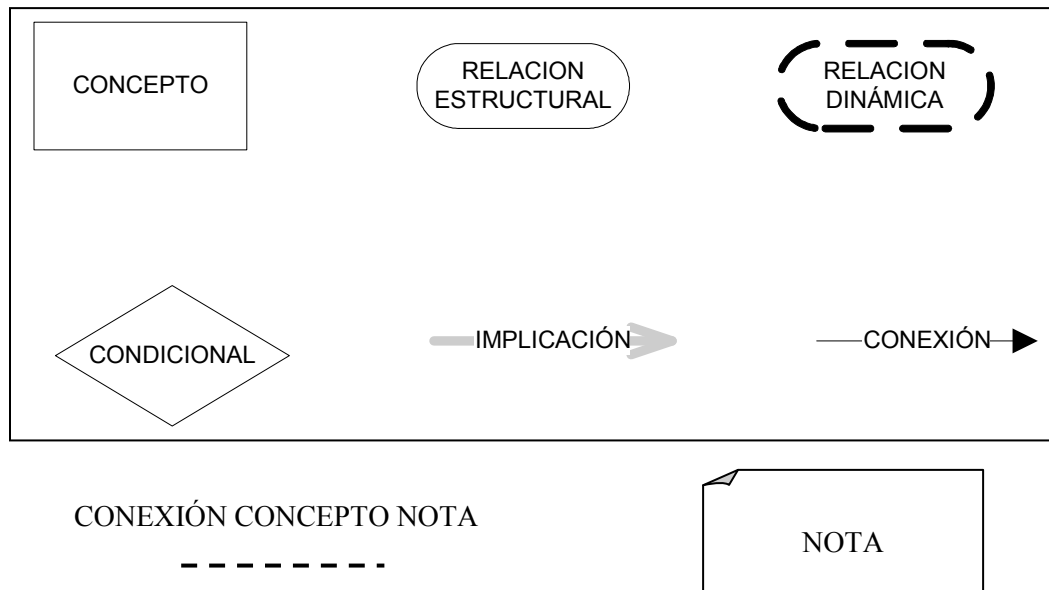 CONCEPTO
RELACION
ESTRUCTURAL
RELACION
DINÁMICA
CONDICIONAL
IMPLICACIÓN
CONEXIÓN
CONEXIÓN CONCEPTO NOTA
NOTA